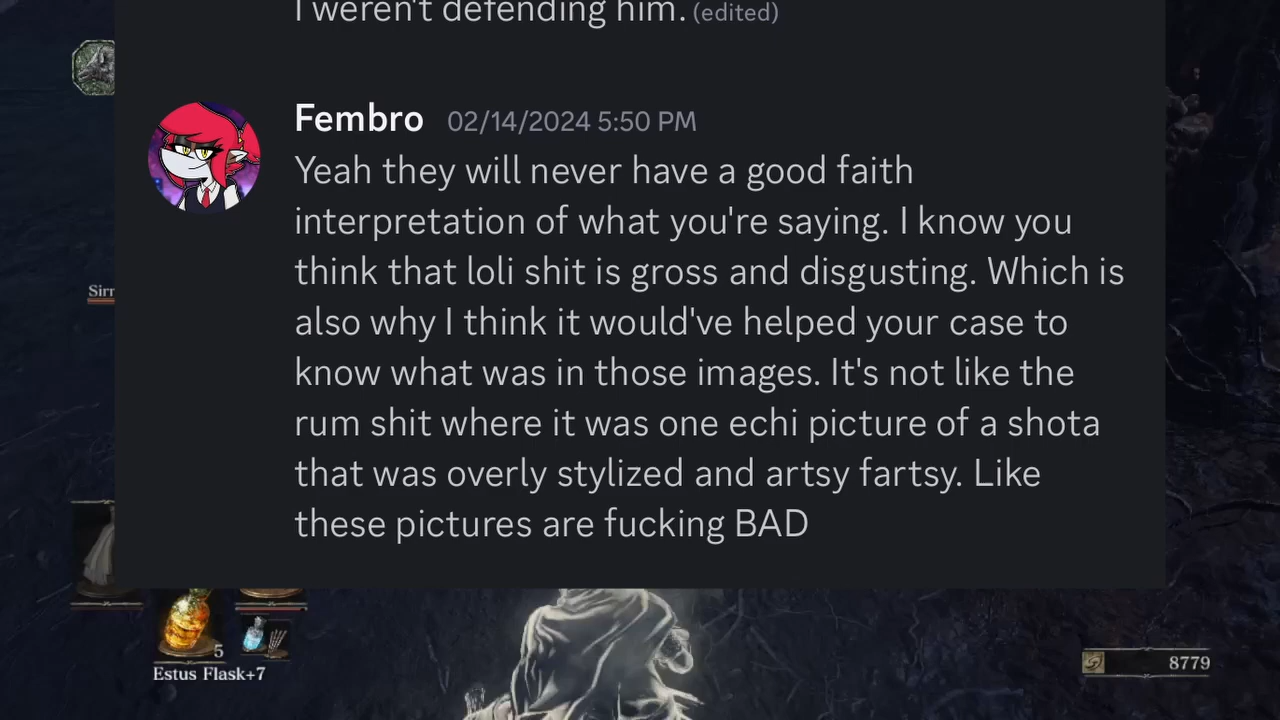 I weren't defending him. (edited)
Fembro 02/14/2024 5:50 PM
Yeah they will never have a good faith
interpretation of what you're saying. I know you
think that loli shit is gross and disgusting. Which is
also why I think it would've helped your case to
know what was in those images. It's not like the
rum shit where it was one echi picture of a shota
that was overly stylized and artsy fartsy. Like
these pictures are fucking BAD
Sirr
5
Estus Flask+7
8779